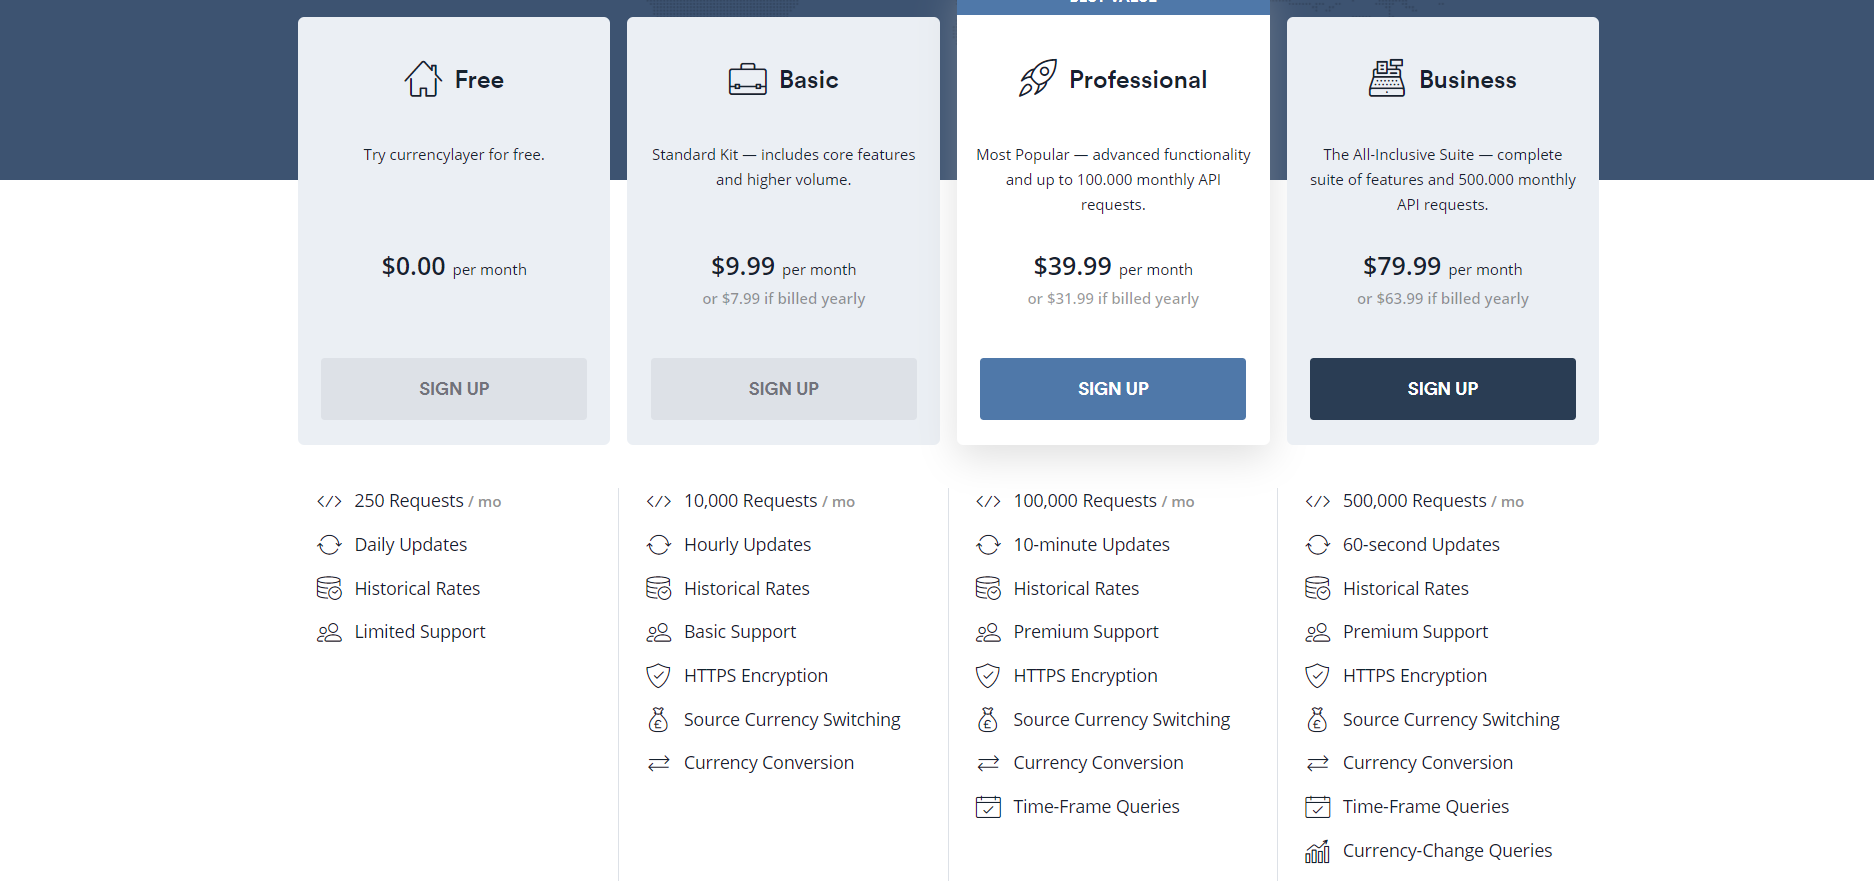 BEST VALUE
Free
Try currencylayer for free.
$0.00 per month
SIGN UP
250 Requests / mo
Daily Updates
Historical Rates
Limited Support
Basic
Standard Kit — includes core features
and higher volume.
$9.99 per month
or $7.99 if billed yearly
SIGN UP
10,000 Requests / mo
Hourly Updates
Historical Rates
Basic Support
HTTPS Encryption
Source Currency Switching
Currency Conversion
Professional
Most Popular — advanced functionality
and up to 100.000 monthly API
requests.
$39.99 per month
or $31.99 if billed yearly
SIGN UP
100,000 Requests / mo
10-minute Updates
Historical Rates
Premium Support
HTTPS Encryption
Source Currency Switching
Currency Conversion
Time-Frame Queries
Business
The All-Inclusive Suite — complete
suite of features and 500.000 monthly
API requests.
$79.99 per month
or $63.99 if billed yearly
SIGN UP
500,000 Requests / mo
60-second Updates
Historical Rates
Premium Support
HTTPS Encryption
Source Currency Switching
Currency Conversion
Time-Frame Queries
Currency-Change Queries